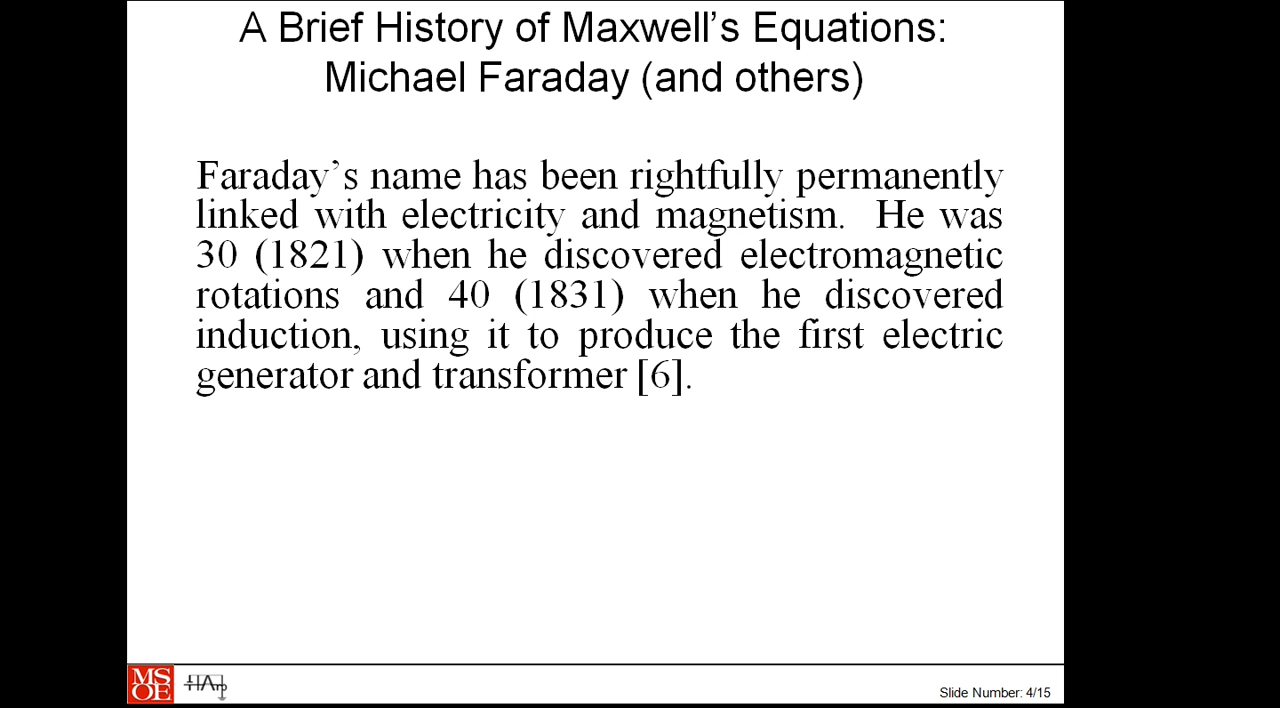 A Brief History of Maxwell’s Equations:
Michael Faraday (and others)
Faraday’s name has been rightfully permanently
linked with electricity and magnetism.  He was
30 (1821) when he discovered electromagnetic
rotations and 40 (1831) when he discovered
induction, using it to produce the first electric
generator and transformer [6].
MS
OE
Slide Number: 4/15